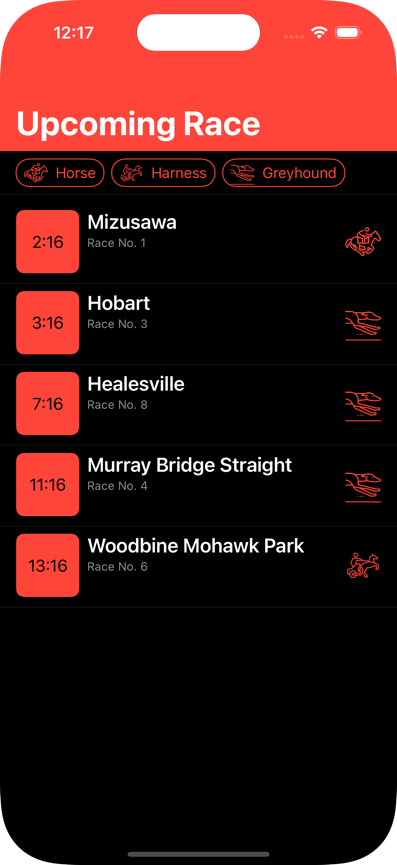 12:17
Upcoming Race
Horse Harness Greyhound
2:16
Mizusawa
Race No. 1
3:16
Hobart
Race No. 3
7:16
Healesville
Race No. 8
11:16
Murray Bridge Straight
Race No. 4
13:16
Woodbine Mohawk Park
Race No. 6